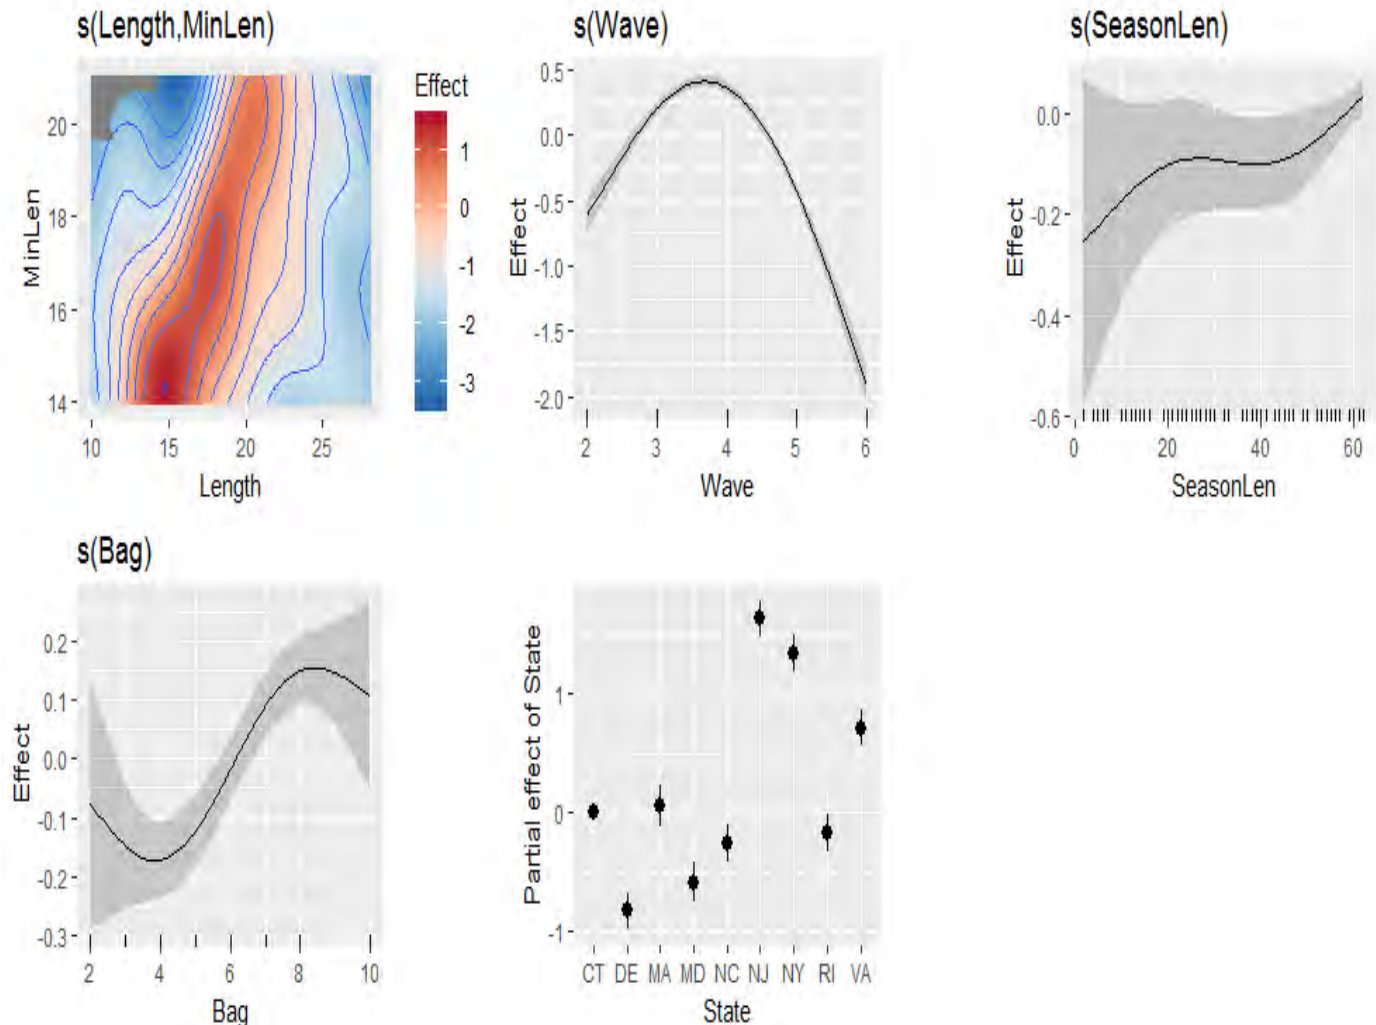 s(Length,MinLen)
Effect
1
0
-1
-2
-3
20
18
16
14
MinLen
10 15 20 25
Length
s(Wave)
0.5
0.0
-0.5
-1.0
-1.5
-2.0
Effect
2 3 4 5 6
Wave
s(SeasonLen)
0.0
-0.2
-0.4
-0.6
Effect
0 20 40 60
SeasonLen
s(Bag)
0.2
0.1
0.0
-0.1
-0.2
-0.3
Effect
2 4 6 8 10
Bag
1
0
-1
Partial effect of State
CT DE MA MD NC NJ NY RI VA
State